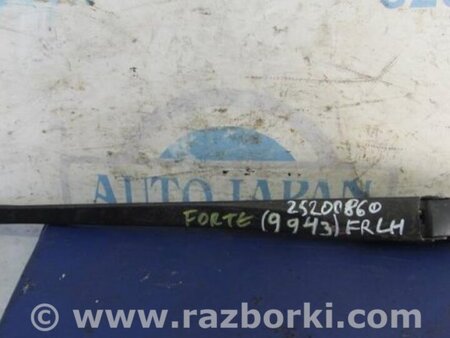 AUTO JAPAN
25200860
FORTE (9943) FRLH
© www.razborki.com